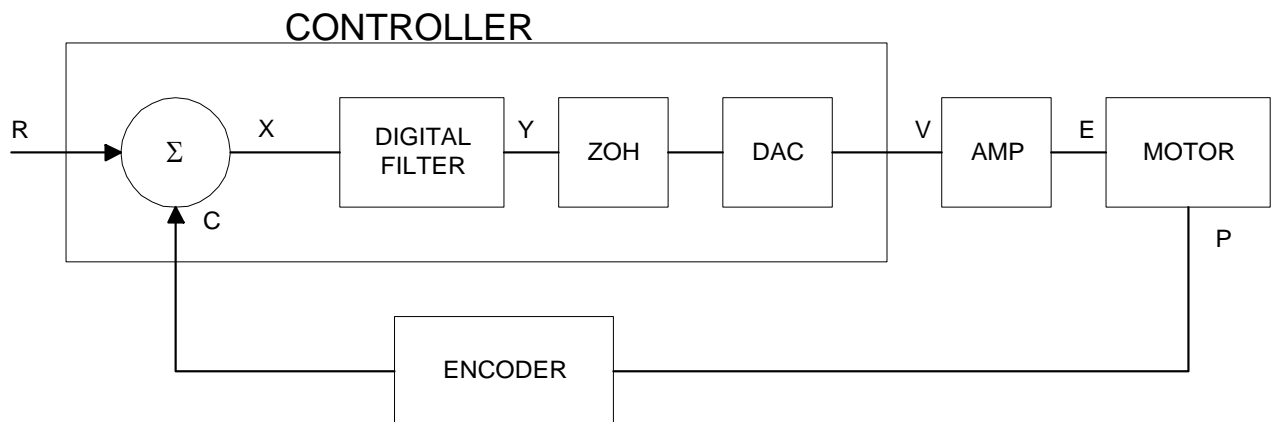 CONTROLLER
R
Σ
X
DIGITAL
FILTER
Y
ZOH
DAC
V
AMP
E
MOTOR
C
P
ENCODER